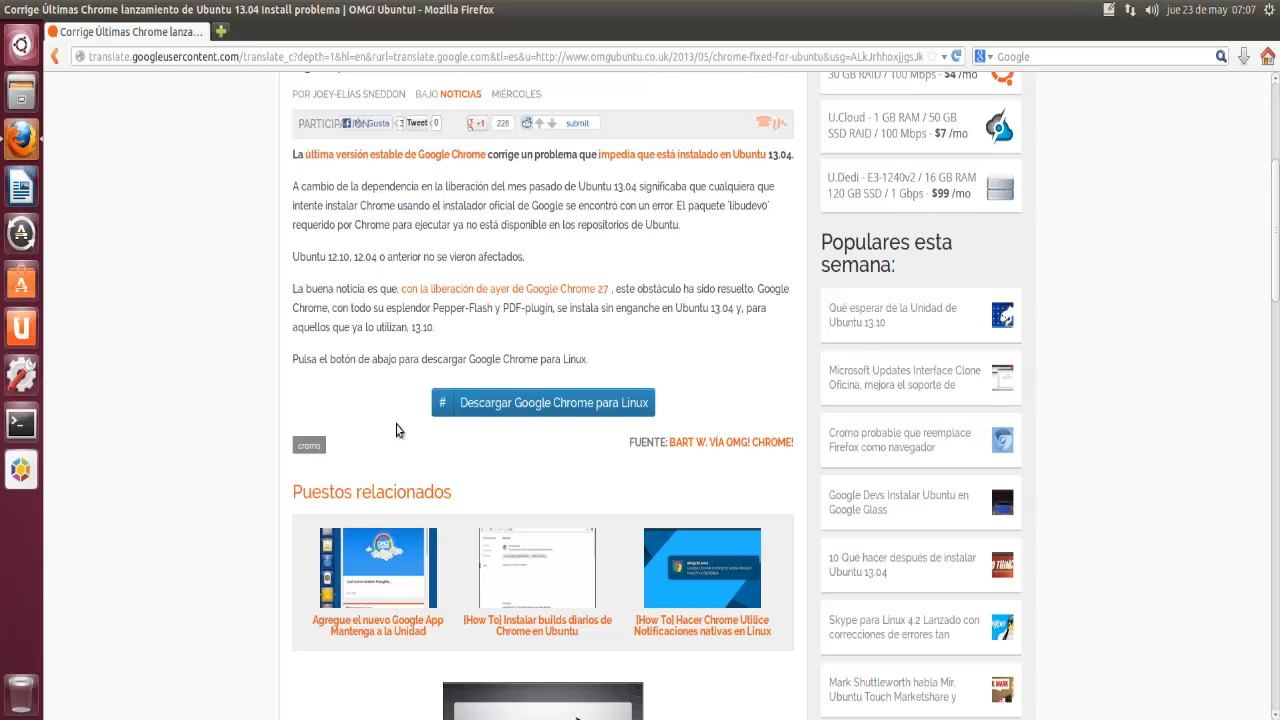 Corrige Últimas Chrome lanzamiento de Ubuntu 13.04 Install problema | OMG! Ubuntu! - Mozilla Firefox
jue 23 de may 07:07
Corrige Últimas Chrome lanza...
translate.googleusercontent.com/translate_c?depth=1&hl=en&rurl=translate.google.com&tl=es&u=http://www.omgubuntu.co.uk/2013/05/chrome-fixed-for-ubuntu&usg=ALkJrhhoxjjgsJk
Google
POR JOEY-ELÍAS SNEDDON BAJO NOTICIAS MIÉRCOLES
PARTICIPACIÓN Me Gusta Tweet 0 +1 228 submit
La última versión estable de Google Chrome corrige un problema que impedia que está instalado en Ubuntu 13.04.
A cambio de la dependencia en la liberación del mes pasado de Ubuntu 13.04 significaba que cualquiera que
intente instalar Chrome usando el instalador oficial de Google se encontró con un error. El paquete 'libudev0'
requerido por Chrome para ejecutar ya no está disponible en los repositorios de Ubuntu.
Ubuntu 12.10, 12.04 o anterior no se vieron afectados.
La buena noticia es que, con la liberación de ayer de Google Chrome 27 , este obstáculo ha sido resuelto. Google
Chrome, con todo su esplendor Pepper-Flash y PDF-plugin, se instala sin enganche en Ubuntu 13.04 y, para
aquellos que ya lo utilizan, 13.10.
Pulsa el botón de abajo para descargar Google Chrome para Linux.
# Descargar Google Chrome para Linux
cromo
FUENTE: BART W. VÍA OMG! CHROME!
Puestos relacionados
Agregue el nuevo Google App
Mantenga a la Unidad
[How To] Instalar builds diarios de
Chrome en Ubuntu
[How To] Hacer Chrome Utilice
Notificaciones nativas en Linux
30 GB RAID / 100 Mbps - $4 /mo
U.Cloud - 1 GB RAM / 50 GB
SSD RAID / 100 Mbps - $7 /mo
U.Dedi - E3-1240v2 / 16 GB RAM
120 GB SSD / 1 Gbps - $99 /mo
Populares esta
semana:
Qué esperar de la Unidad de
Ubuntu 13.10
Microsoft Updates Interface Clone
Oficina, mejora el soporte de
Cromo probable que reemplace
Firefox como navegador
Google Devs Instalar Ubuntu en
Google Glass
10 Qué hacer después de instalar
Ubuntu 13.04
Skype para Linux 4.2 Lanzado con
correcciones de errores tan
Mark Shuttleworth habla Mir,
Ubuntu Touch Marketshare y